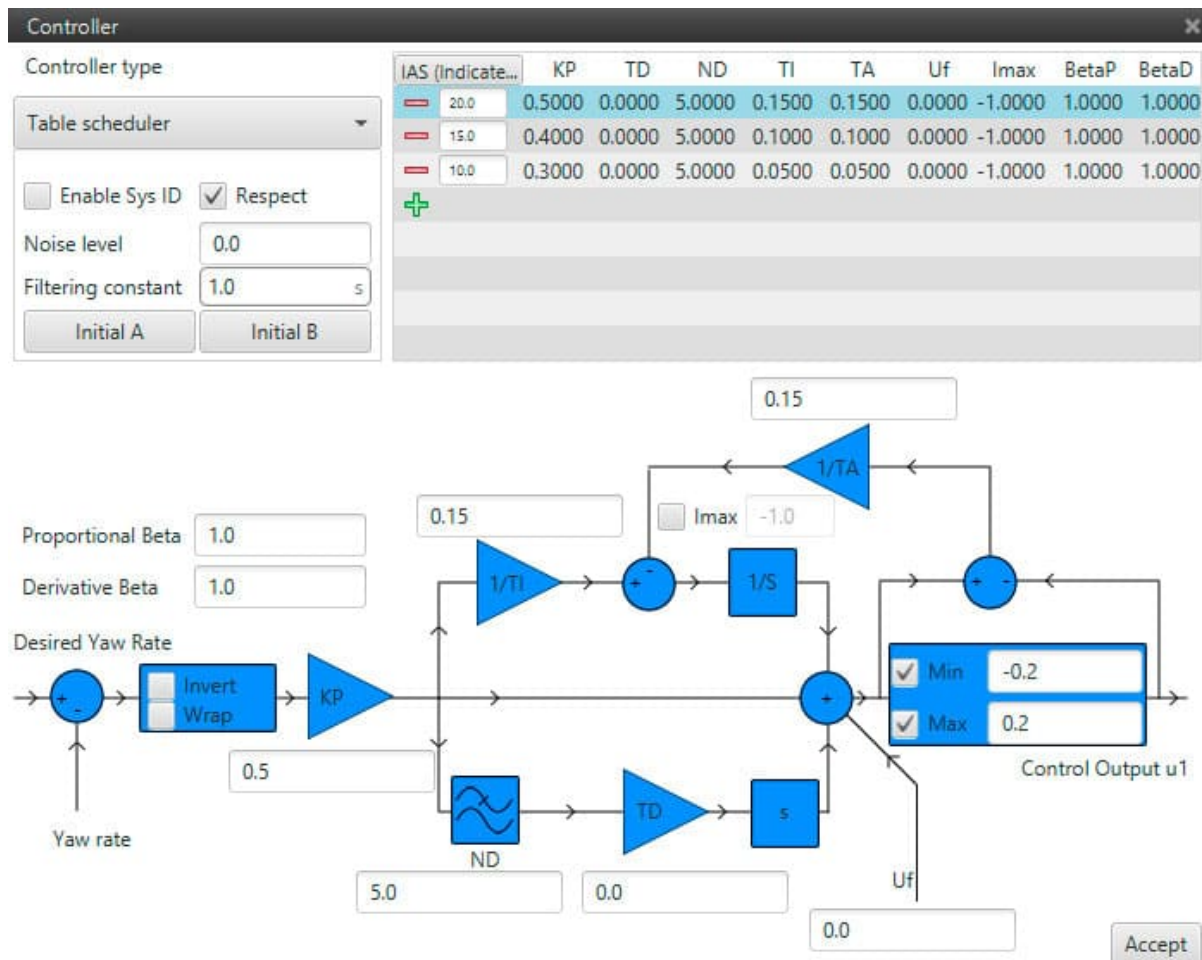 Controller
Controller type
Table scheduler
Enable Sys ID Respect
Noise level 0.0
Filtering constant 1.0 s
Initial A Initial B
IAS (Indicate... KP TD ND TI TA Uf Imax BetaP BetaD
20.0 0.5000 0.0000 5.0000 0.1500 0.1500 0.0000 -1.0000 1.0000 1.0000
15.0 0.4000 0.0000 5.0000 0.1000 0.1000 0.0000 -1.0000 1.0000 1.0000
10.0 0.3000 0.0000 5.0000 0.0500 0.0500 0.0000 -1.0000 1.0000 1.0000
0.15
1/TA
0.15
Imax -1.0
Proportional Beta 1.0
Derivative Beta 1.0
1/TI + - 1/S + -
Desired Yaw Rate
+ - Invert
Wrap
KP
+
Min -0.2
Max 0.2
0.5
Control Output u1
Yaw rate
TD s
ND
5.0 0.0
Uf
0.0
Accept